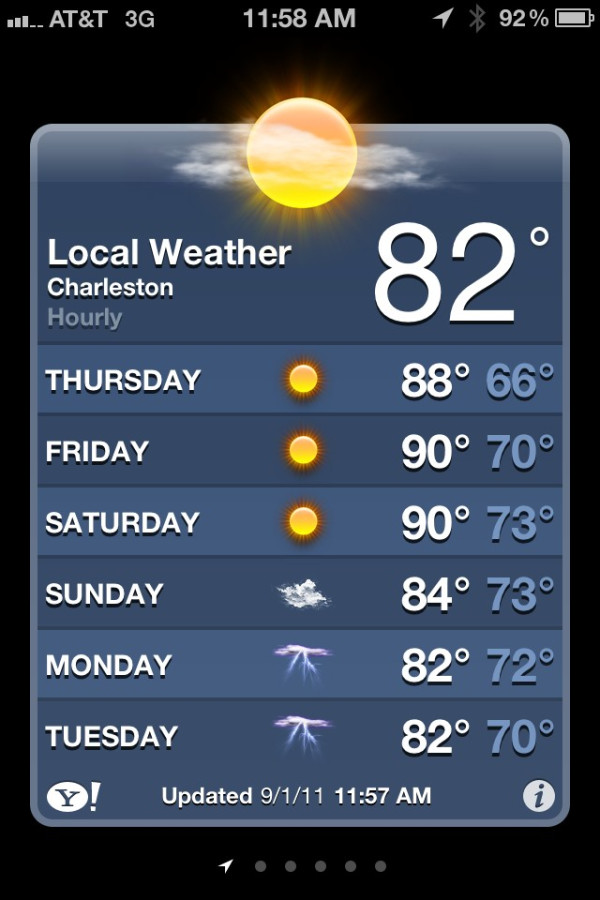 AT&T 3G 11:58 AM 92%
82°
Local Weather
Charleston
Hourly
THURSDAY 88° 66°
FRIDAY 90° 70°
SATURDAY 90° 73°
SUNDAY 84° 73°
MONDAY 82° 72°
TUESDAY 82° 70°
Y! Updated 9/1/11 11:57 AM i